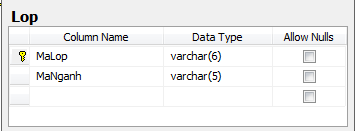 Lop
Column Name Data Type Allow Nulls
MaLop varchar(6)
MaNganh varchar(5)